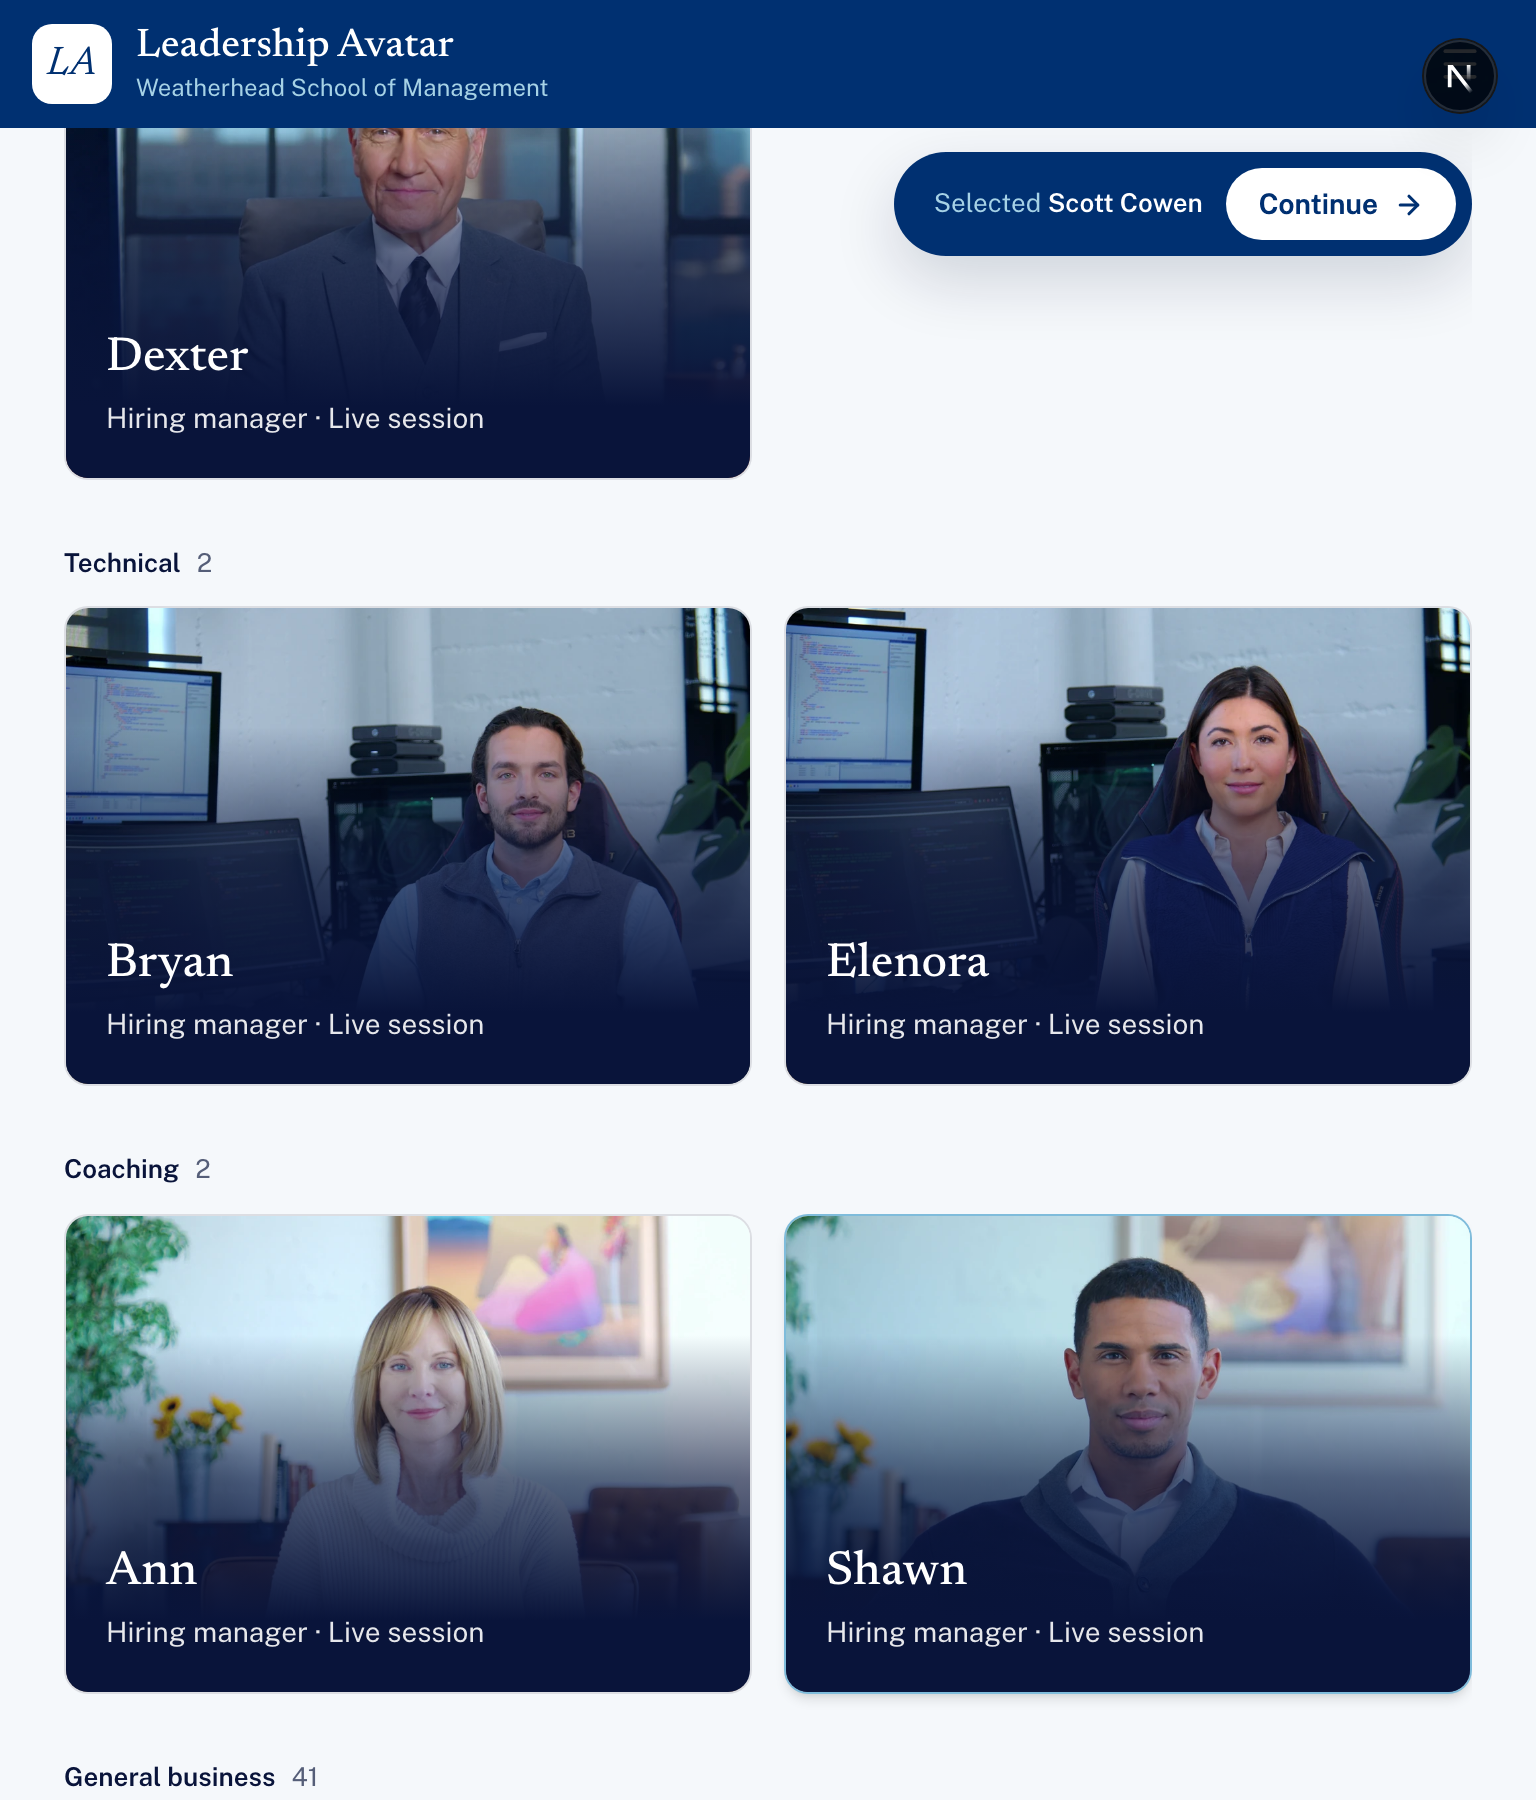 LA
Leadership Avatar
Weatherhead School of Management
N
Selected Scott Cowen
Continue →
Dexter
Hiring manager · Live session
Technical 2
Bryan
Hiring manager · Live session
Elenora
Hiring manager · Live session
Coaching 2
Ann
Hiring manager · Live session
Shawn
Hiring manager · Live session
General business 41